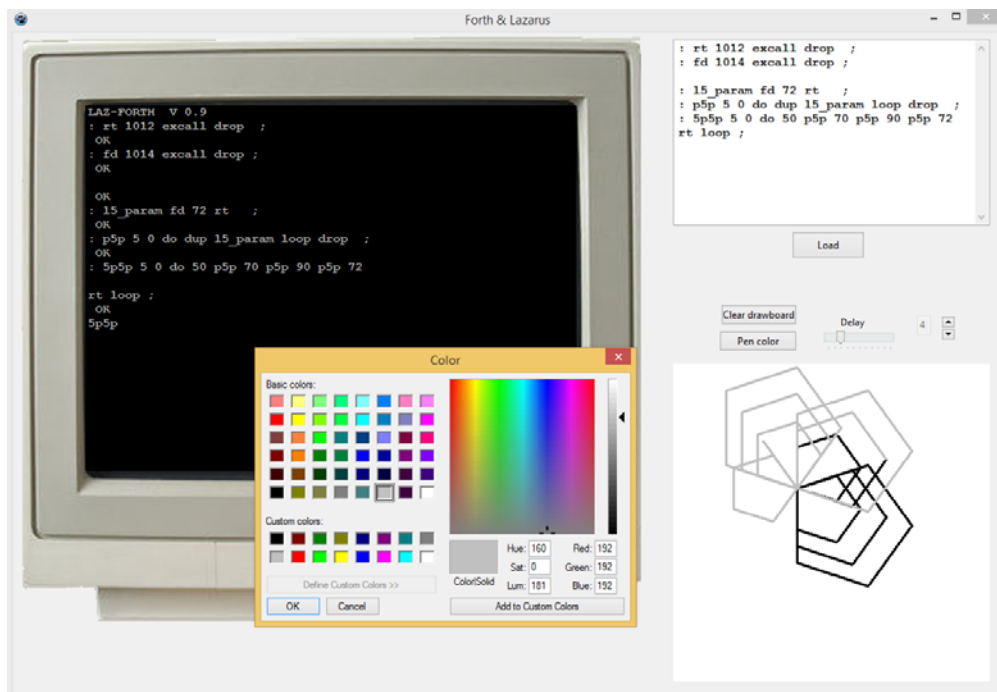 Forth & Lazarus
LAZ-FORTH V 0.9
: rt 1012 excall drop ;
OK
: fd 1014 excall drop ;
OK
OK
: l5_param fd 72 rt ;
OK
: p5p 5 0 do dup l5_param loop drop ;
OK
: 5p5p 5 0 do 50 p5p 70 p5p 90 p5p 72
rt loop ;
OK
5p5p
: rt 1012 excall drop ;
: fd 1014 excall drop ;
: l5_param fd 72 rt ;
: p5p 5 0 do dup l5_param loop drop ;
: 5p5p 5 0 do 50 p5p 70 p5p 90 p5p 72
rt loop ;
Load
Clear drawboard
Delay
4
Pen color
Color
Basic colors:
Custom colors:
Define Custom Colors >>
OK
Cancel
Color|Solid
Hue: 160
Sat: 0
Lum: 181
Red: 192
Green: 192
Blue: 192
Add to Custom Colors